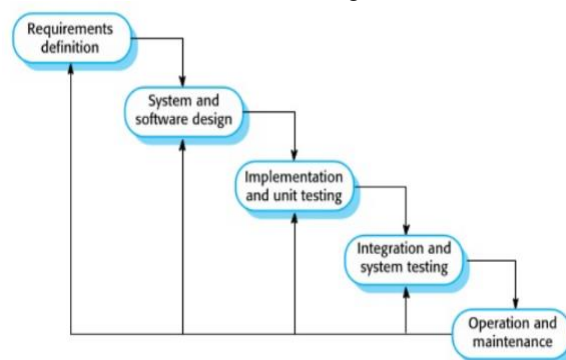 Requirements
definition
System and
software design
Implementation
and unit testing
Integration and
system testing
Operation and
maintenance